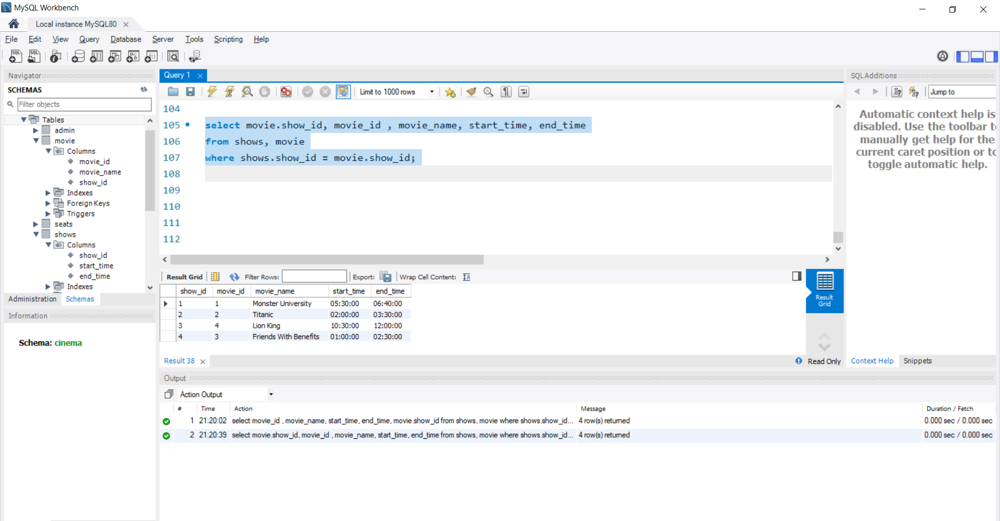 MySQL Workbench
Local instance MySQL80
File Edit View Query Database Server Tools Scripting Help
Navigator
SCHEMAS
Filter objects
Tables
admin
movie
Columns
movie_id
movie_name
show_id
Indexes
Foreign Keys
Triggers
seats
shows
Columns
show_id
start_time
end_time
Indexes
Administration Schemas
Information
Schema: cinema
Query 1
Limit to 1000 rows
104
105 select movie.show_id, movie_id , movie_name, start_time, end_time
106 from shows, movie
107 where shows.show_id = movie.show_id;
108
109
110
111
112
Result Grid Filter Rows: Export: Wrap Cell Content:
show_id movie_id movie_name start_time end_time
1 1 Monster University 05:30:00 06:40:00
2 2 Titanic 02:00:00 03:30:00
3 4 Lion King 10:30:00 12:00:00
4 3 Friends With Benefits 01:00:00 02:30:00
Result
Grid
Result 38
Read Only
SQLAdditions
Jump to
Automatic context help is
disabled. Use the toolbar t
manually get help for the
current caret position or to
toggle automatic help.
Context Help Snippets
Output
Action Output
# Time Action Message Duration / Fetch
1 21:20:02 select movie_id , movie_name, start_time, end_time, movie.show_id from shows, movie where shows.show_id... 4 row(s) returned 0.000 sec / 0.000 sec
2 21:20:39 select movie.show_id, movie_id , movie_name, start_time, end_time from shows, movie where shows.show_id... 4 row(s) returned 0.000 sec / 0.000 sec